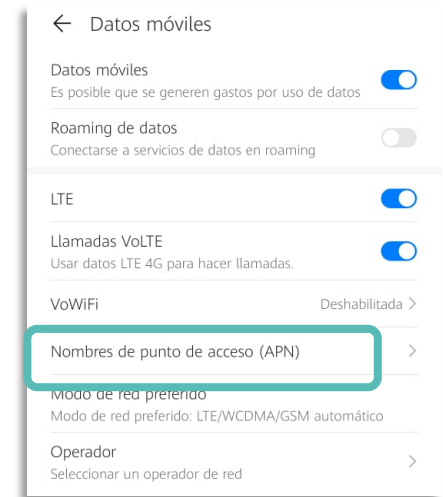 Datos móviles
Datos móviles
Es posible que se generen gastos por uso de datos
Roaming de datos
Conectarse a servicios de datos en roaming
LTE
Llamadas VoLTE
Usar datos LTE 4G para hacer llamadas.
VoWiFi Deshabilitada
Nombres de punto de acceso (APN)
Modo de red preferido
Modo de red preferido: LTE/WCDMA/GSM automático
Operador
Seleccionar un operador de red